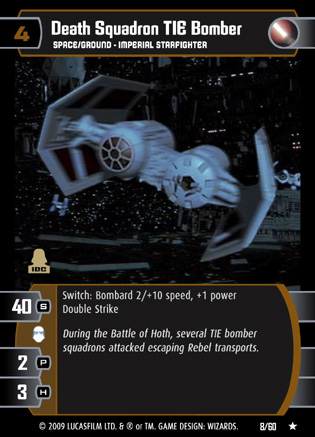 4 Death Squadron TIE Bomber
SPACE/GROUND • IMPERIAL STARFIGHTER
IDC
40 S
Switch: Bombard 2/+10 speed, +1 power
Double Strike
During the Battle of Hoth, several TIE bomber
squadrons attacked escaping Rebel transports.
2 P
3 H
© 2009 LUCASFILM LTD. & ® or TM. GAME DESIGN: WIZARDS. 8/60 ★